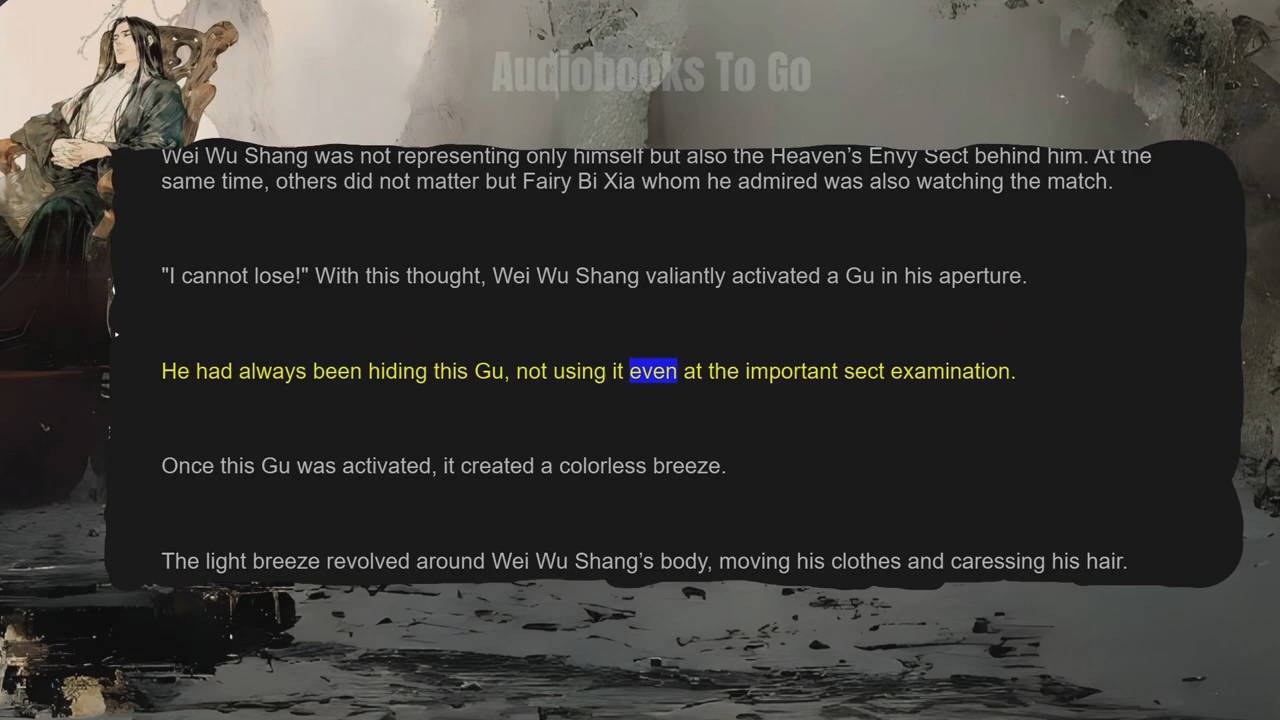 Audiobooks To Go
Wei Wu Shang was not representing only himself but also the Heaven’s Envy Sect behind him. At the
same time, others did not matter but Fairy Bi Xia whom he admired was also watching the match.
"I cannot lose!" With this thought, Wei Wu Shang valiantly activated a Gu in his aperture.
He had always been hiding this Gu, not using it even at the important sect examination.
Once this Gu was activated, it created a colorless breeze.
The light breeze revolved around Wei Wu Shang’s body, moving his clothes and caressing his hair.